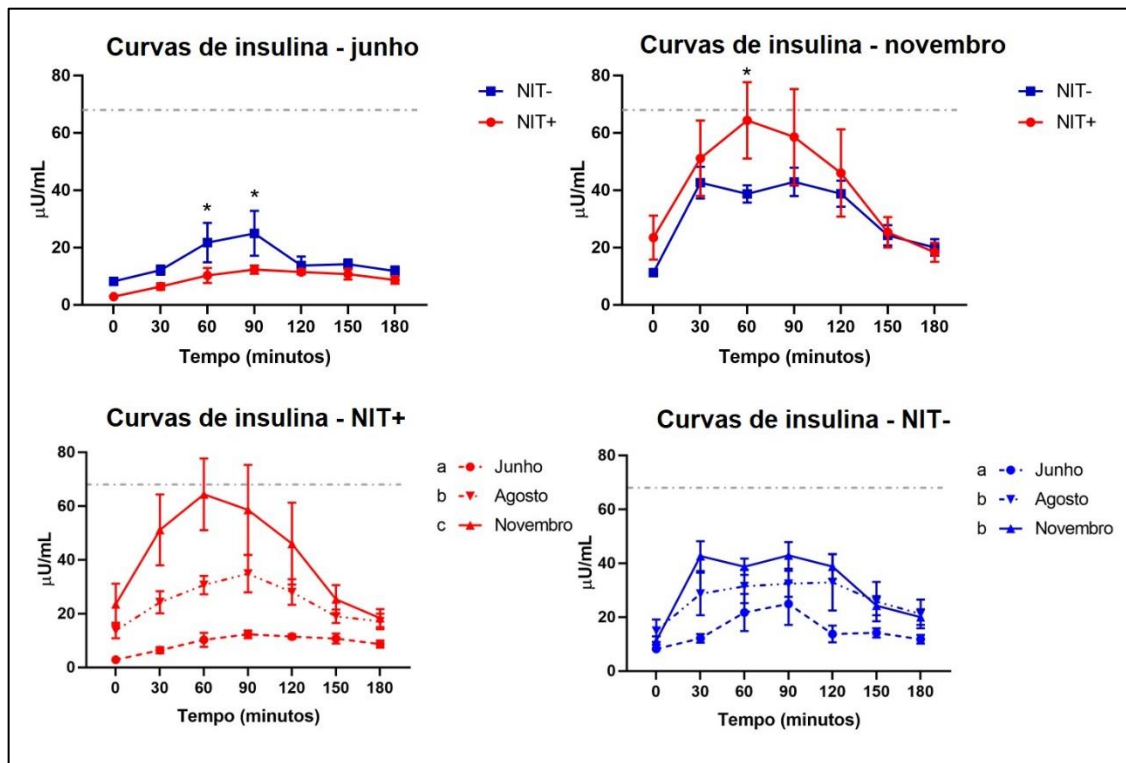 Curvas de insulina - junho
80
60
40
20
0
µU/mL
*
*
NIT-
NIT+
0 30 60 90 120 150 180
Tempo (minutos)
Curvas de insulina - novembro
80
60
40
20
0
µU/mL
*
NIT-
NIT+
0 30 60 90 120 150 180
Tempo (minutos)
Curvas de insulina - NIT+
80
60
40
20
0
µU/mL
a Junho
b Agosto
c Novembro
0 30 60 90 120 150 180
Tempo (minutos)
Curvas de insulina - NIT-
80
60
40
20
0
µU/mL
a Junho
b Agosto
b Novembro
0 30 60 90 120 150 180
Tempo (minutos)